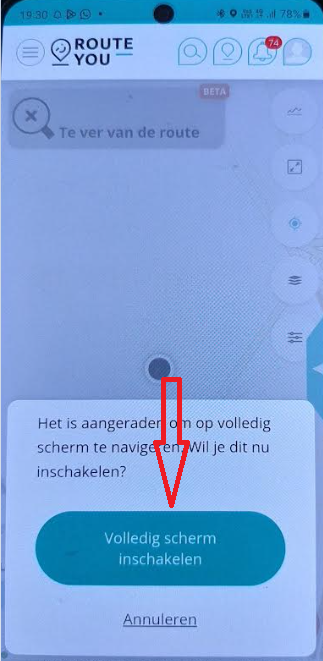 19:30
78%
ROUTE
YOU
74
BETA
Te ver van de route
Het is aangeraden om op volledig
scherm te navigeren. Wil je dit nu
inschakelen?
Volledig scherm
inschakelen
Annuleren